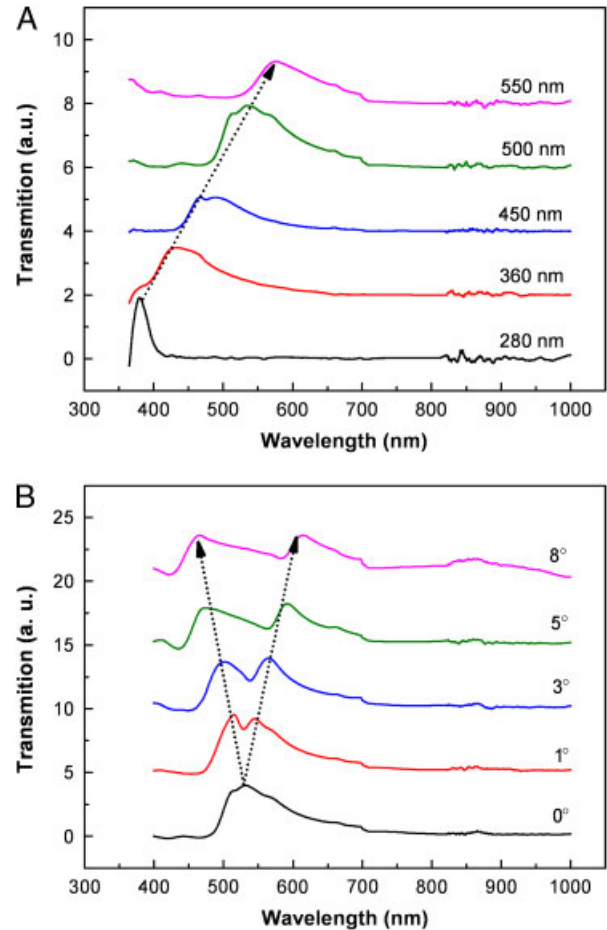 A
10
8
6
4
2
0
Transmition (a.u.)
550 nm
500 nm
450 nm
360 nm
280 nm
300 400 500 600 700 800 900 1000
Wavelength (nm)
B
25
20
15
10
5
0
Transmition (a. u.)
8°
5°
3°
1°
0°
300 400 500 600 700 800 900 1000
Wavelength (nm)